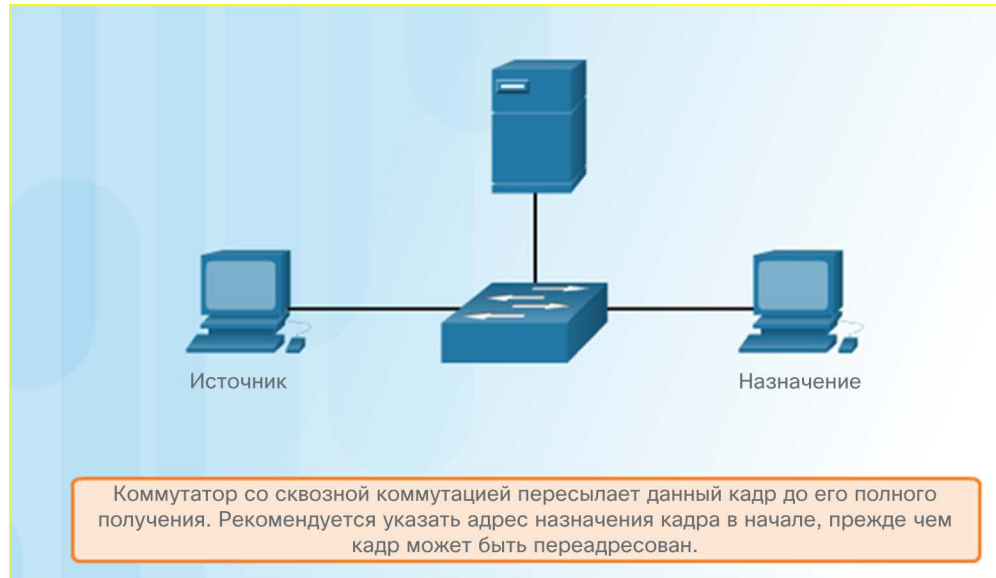 Источник
Назначение
Коммутатор со сквозной коммутацией пересылает данный кадр до его полного
получения. Рекомендуется указать адрес назначения кадра в начале, прежде чем
кадр может быть переадресован.